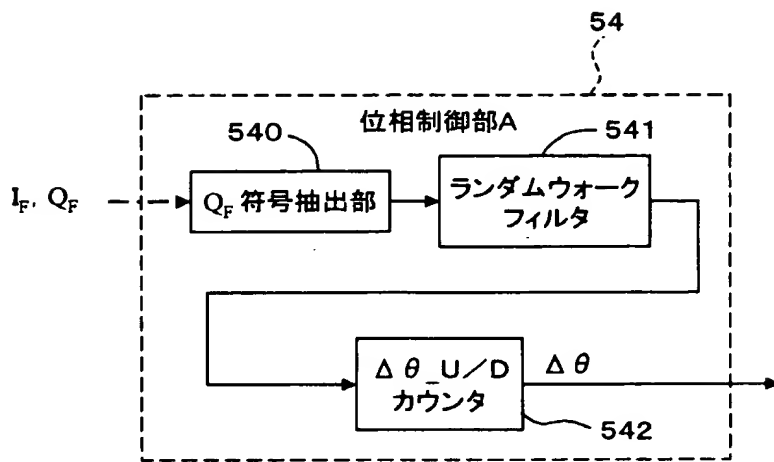 54
位相制御部A
540
541
I_F, Q_F
Q_F 符号抽出部
ランダムウォーク
フィルタ
Δθ_U/D
カウンタ
Δθ
542